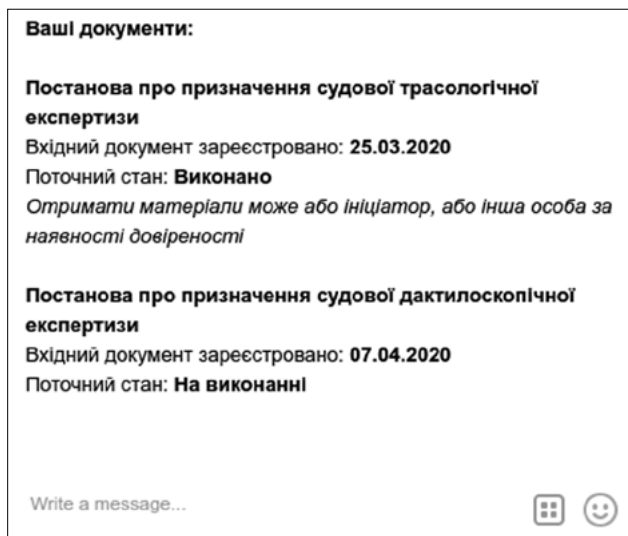 Ваші документи:
Постанова про призначення судової трасологічної
експертизи
Вхідний документ зареєстровано: 25.03.2020
Поточний стан: Виконано
Отримати матеріали може або ініціатор, або інша особа за
наявності довіреності
Постанова про призначення судової дактилоскопічної
експертизи
Вхідний документ зареєстровано: 07.04.2020
Поточний стан: На виконанні
Write a message...